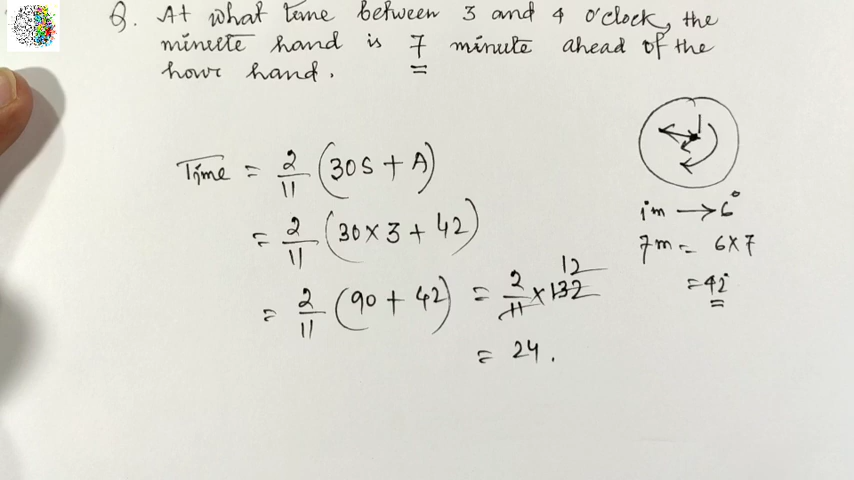 Q. At what time between 3 and 4 o'clock, the
minute hand is 7 minute ahead of the
hour hand.
Time = 2/11 (30S + A)
= 2/11 (30 × 3 + 42)
= 2/11 (90 + 42) = 2/11 × 132 12
= 24.
1m → 6°
7m = 6×7
= 42°